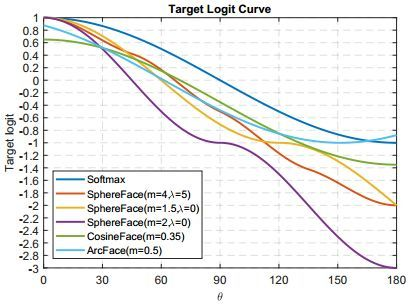 Target Logit Curve
1
0.8
0.6
0.4
0.2
0
-0.2
-0.4
-0.6
-0.8
-1
-1.2
-1.4
-1.6
-1.8
-2
-2.2
-2.4
-2.6
-2.8
-3
Target logit
Softmax
SphereFace(m=4,λ=5)
SphereFace(m=1.5,λ=0)
SphereFace(m=2,λ=0)
CosineFace(m=0.35)
ArcFace(m=0.5)
0 30 60 90 120 150 180
θ